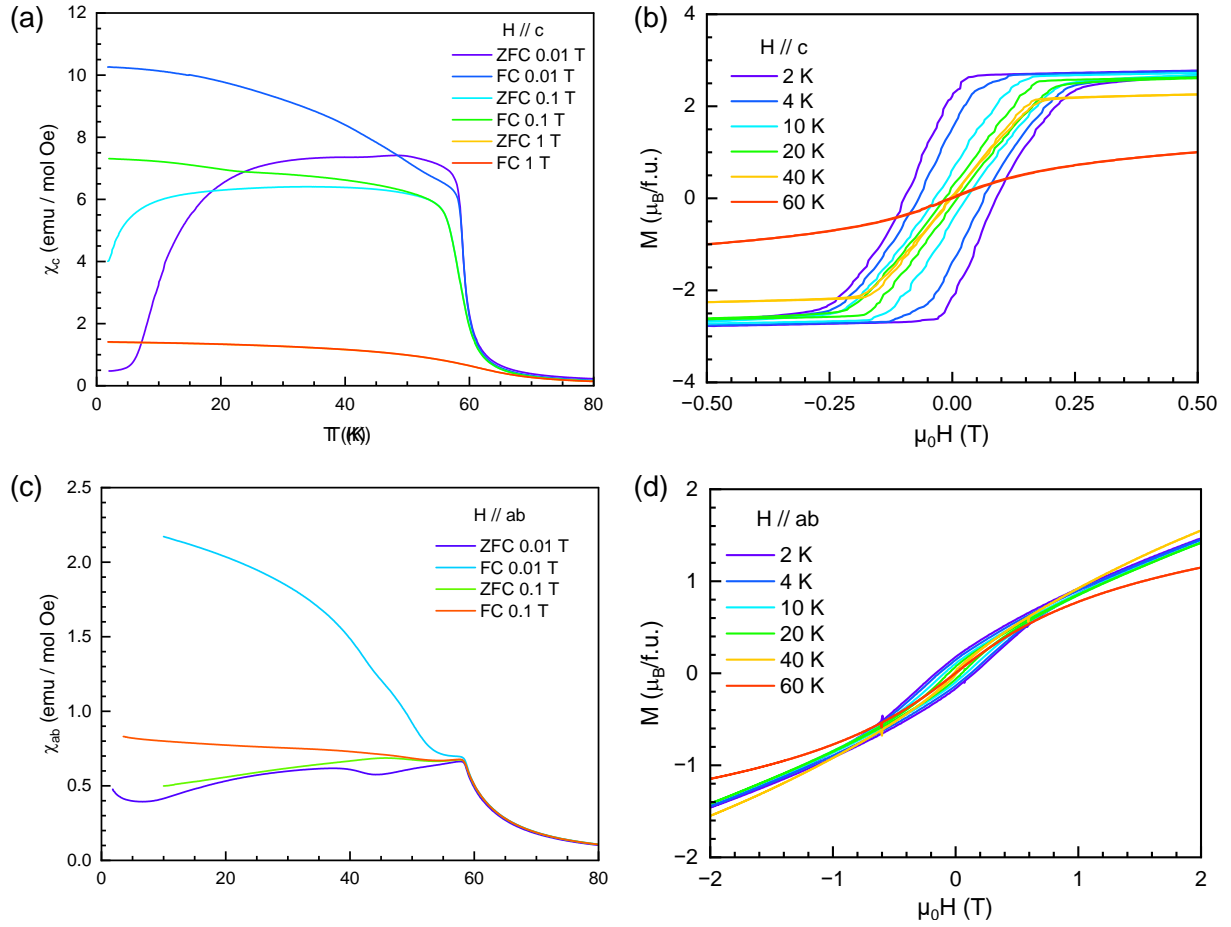 (a)
12
10
8
6
4
2
0
χc (emu / mol Oe)
H // c
ZFC 0.01 T
FC 0.01 T
ZFC 0.1 T
FC 0.1 T
ZFC 1 T
FC 1 T
0 20 40 60 80
(b)
4
2
0
−2
−4
M (μB/f.u.)
H // c
2 K
4 K
10 K
20 K
40 K
60 K
−0.50 −0.25 0.00 0.25 0.50
μ0H (T)
(c)
2.5
2.0
1.5
1.0
0.5
0.0
χab (emu / mol Oe)
H // ab
ZFC 0.01 T
FC 0.01 T
ZFC 0.1 T
FC 0.1 T
0 20 40 60 80
(d)
2
1
0
−1
−2
M (μB/f.u.)
H // ab
2 K
4 K
10 K
20 K
40 K
60 K
−2 −1 0 1 2
μ0H (T)